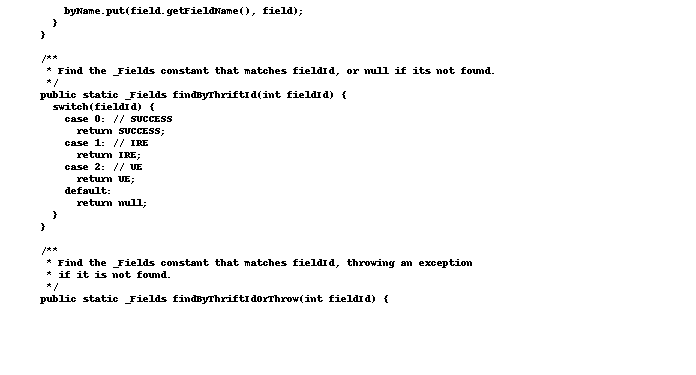 byName.put(field.getFieldName(), field);
}
}
/**
* Find the _Fields constant that matches fieldId, or null if its not found.
*/
public static _Fields findByThriftId(int fieldId) {
switch(fieldId) {
case 0: // SUCCESS
return SUCCESS;
case 1: // IRE
return IRE;
case 2: // UE
return UE;
default:
return null;
}
}
/**
* Find the _Fields constant that matches fieldId, throwing an exception
* if it is not found.
*/
public static _Fields findByThriftIdOrThrow(int fieldId) {